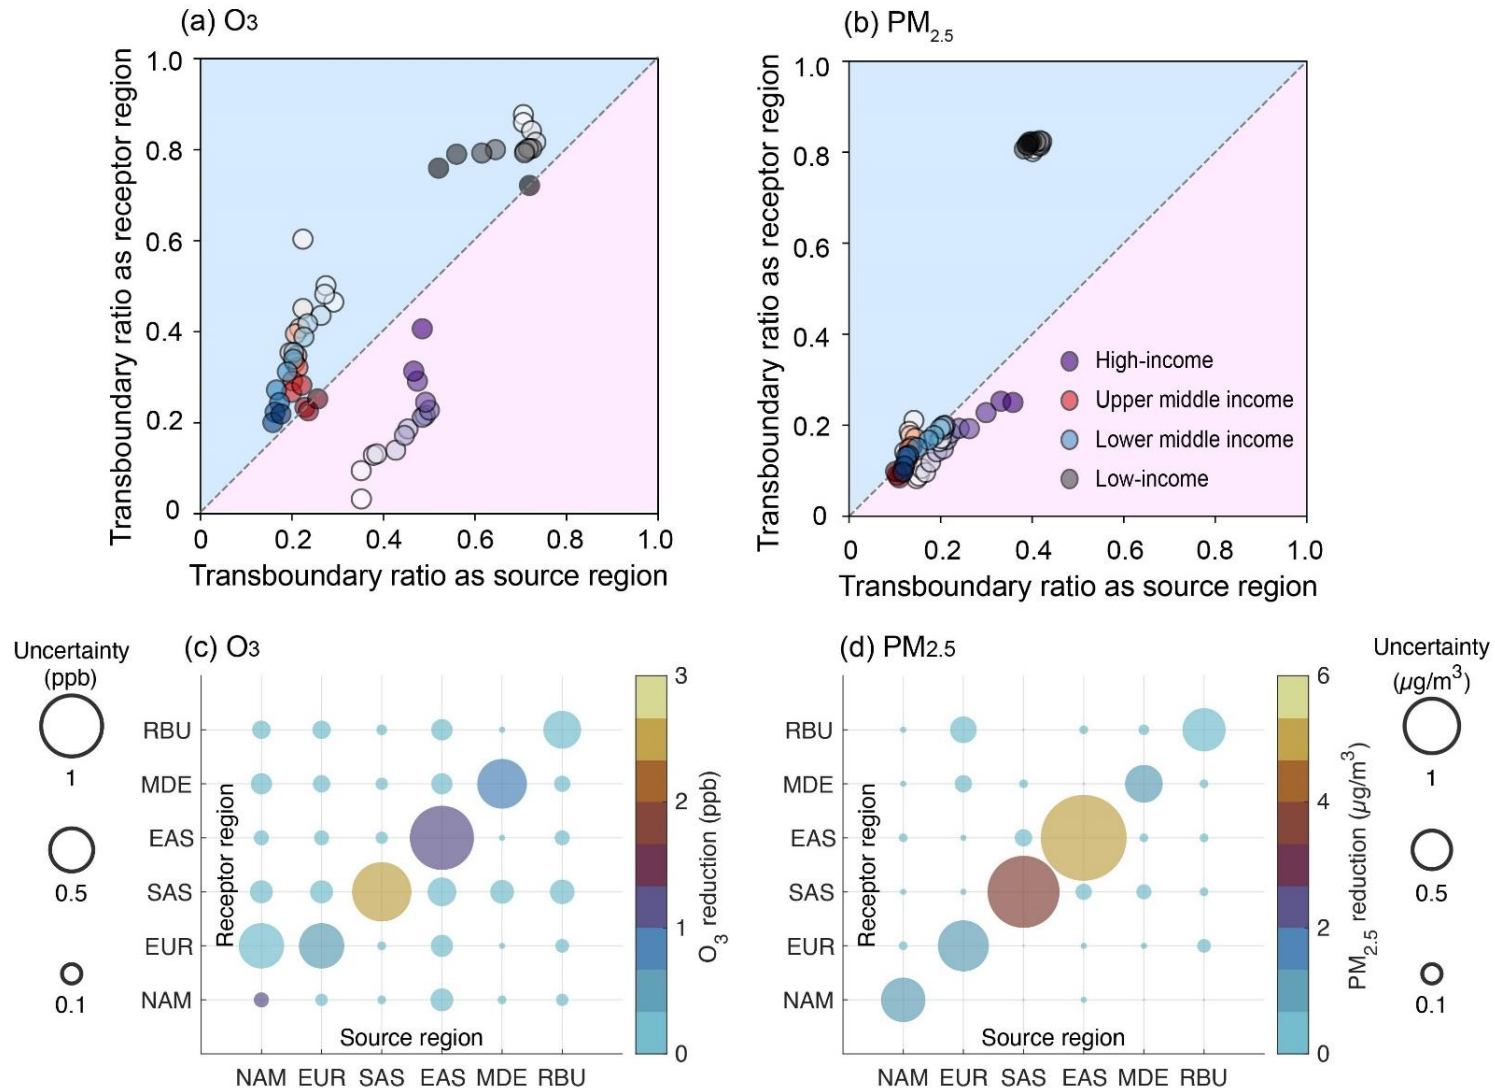 (a) O3
Transboundary ratio as receptor region
1.0
0.8
0.6
0.4
0.2
0
0 0.2 0.4 0.6 0.8 1.0
Transboundary ratio as source region
(b) PM2.5
Transboundary ratio as receptor region
1.0
0.8
0.6
0.4
0.2
0
High-income
Upper middle income
Lower middle income
Low-income
0 0.2 0.4 0.6 0.8 1.0
Transboundary ratio as source region
Uncertainty
(ppb)
1
0.5
0.1
(c) O3
RBU
MDE
EAS
SAS
EUR
NAM
Receptor region
Source region
NAM EUR SAS EAS MDE RBU
3
2
1
0
O3 reduction (ppb)
(d) PM2.5
RBU
MDE
EAS
SAS
EUR
NAM
Receptor region
Source region
NAM EUR SAS EAS MDE RBU
6
4
2
0
PM2.5 reduction (µg/m3)
Uncertainty
(µg/m3)
1
0.5
0.1